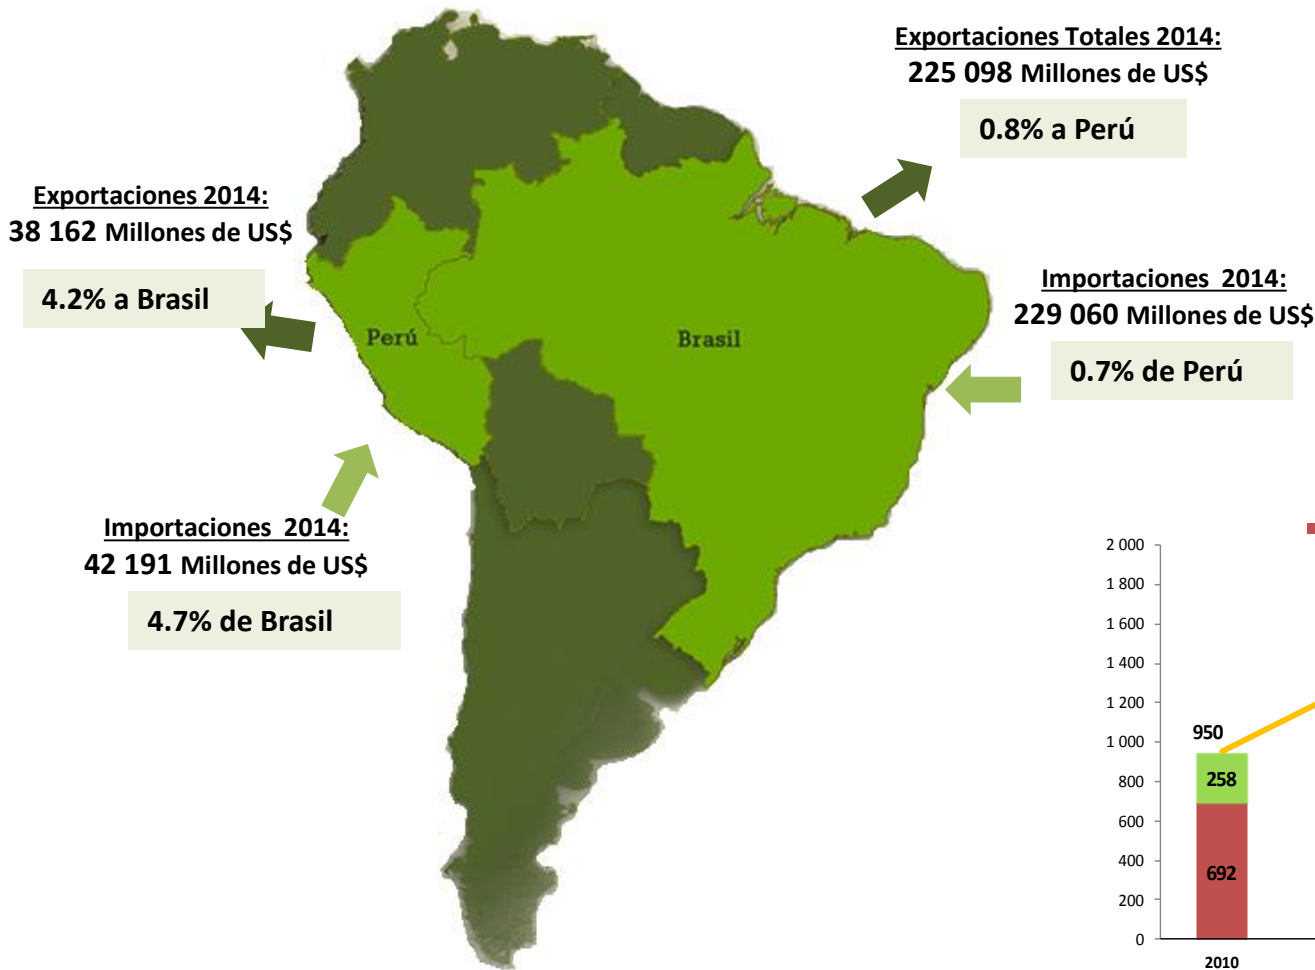 Exportaciones Totales 2014:
225 098 Millones de US$
0.8% a Perú
Exportaciones 2014:
38 162 Millones de US$
4.2% a Brasil
Importaciones 2014:
229 060 Millones de US$
0.7% de Perú
Perú
Brasil
Importaciones 2014:
42 191 Millones de US$
4.7% de Brasil
2 000
1 800
1 600
1 400
1 200
1 000
800
600
400
200
0
950
258
692
2010